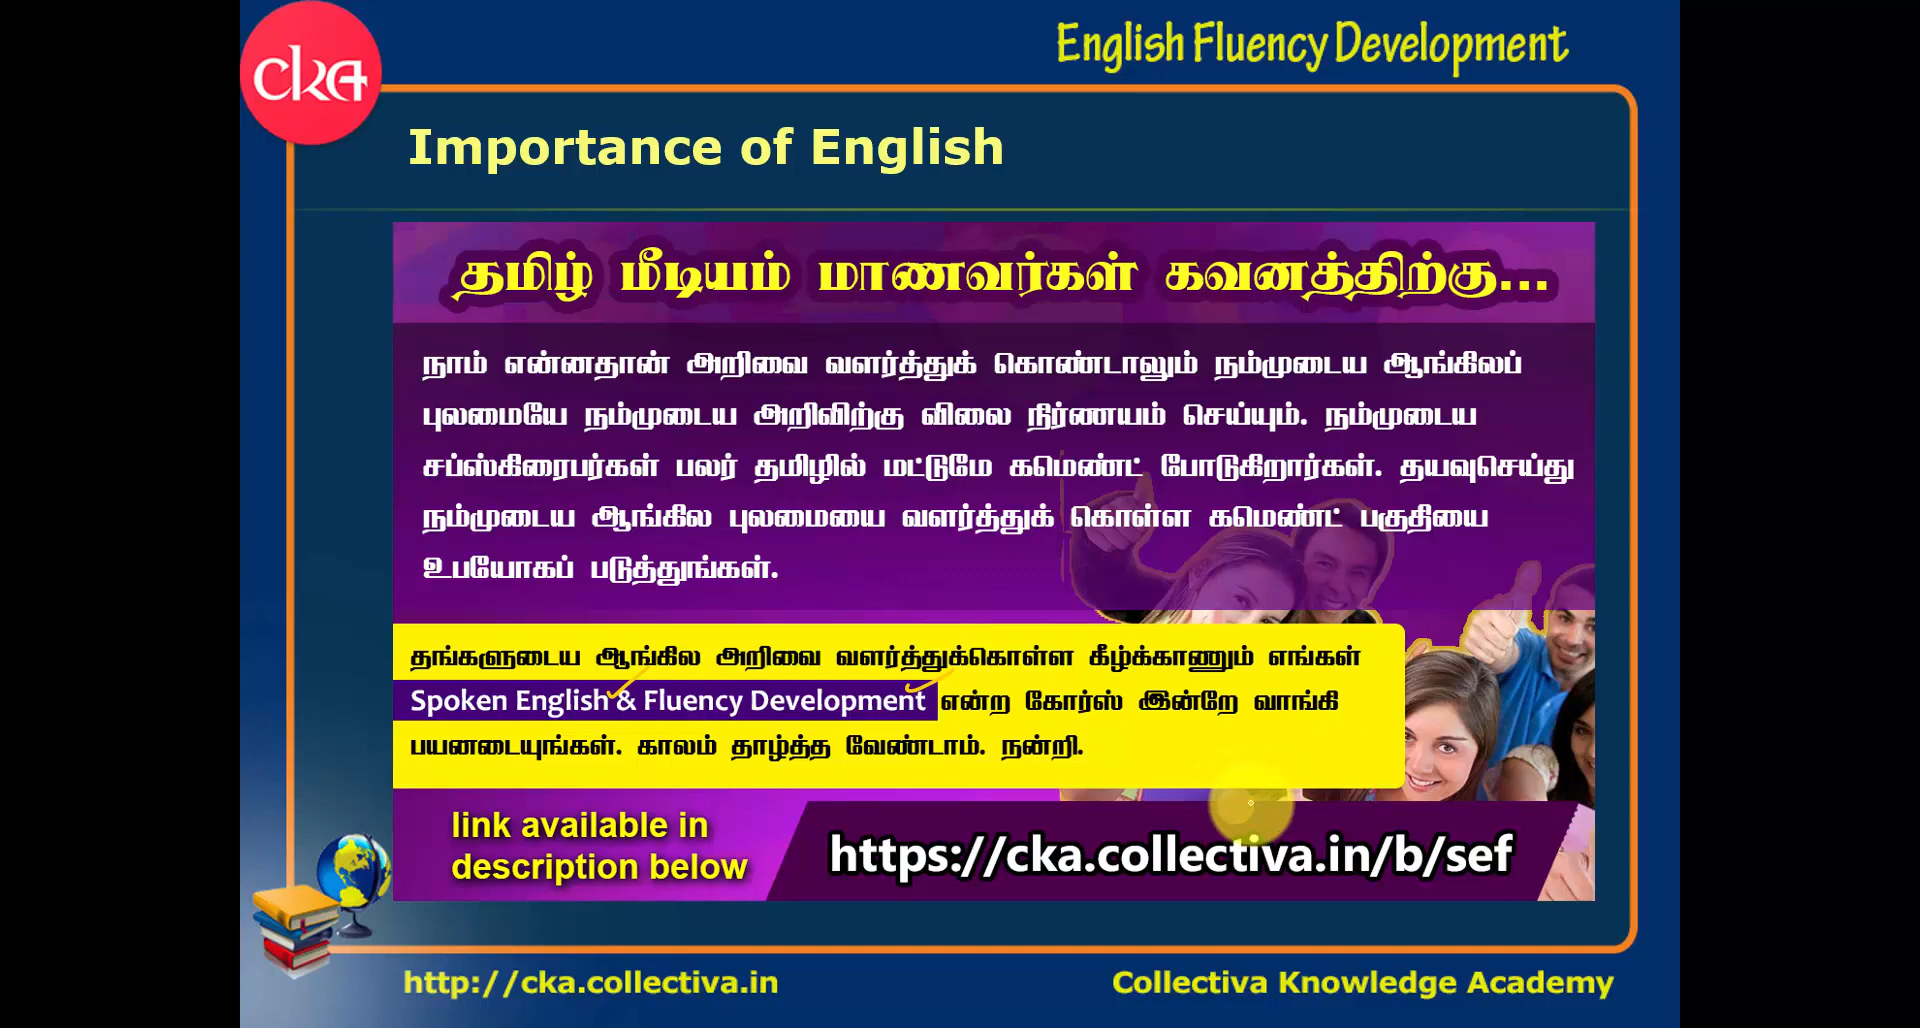 cka
English Fluency Development
Importance of English
தமிழ் மீடியம் மாணவர்கள் கவனத்திற்கு...
நாம் என்னதான் அறிவை வளர்த்துக் கொண்டாலும் நம்முடைய ஆங்கிலப்
புலமையே நம்முடைய அறிவிற்கு விலை நிர்ணயம் செய்யும். நம்முடைய
சப்ஸ்கிரைபர்கள் பலர் தமிழில் மட்டுமே கமெண்ட் போடுகிறார்கள். தயவுசெய்து
நம்முடைய ஆங்கில புலமையை வளர்த்துக் கொள்ள கமெண்ட் பகுதியை
உபயோகப் படுத்துங்கள்.
தங்களுடைய ஆங்கில அறிவை வளர்த்துக்கொள்ள கீழ்க்காணும் எங்கள்
Spoken English & Fluency Development என்ற கோர்ஸ் இன்றே வாங்கி
பயனடையுங்கள். காலம் தாழ்த்த வேண்டாம். நன்றி.
link available in
description below
https://cka.collectiva.in/b/sef
http://cka.collectiva.in
Collectiva Knowledge Academy